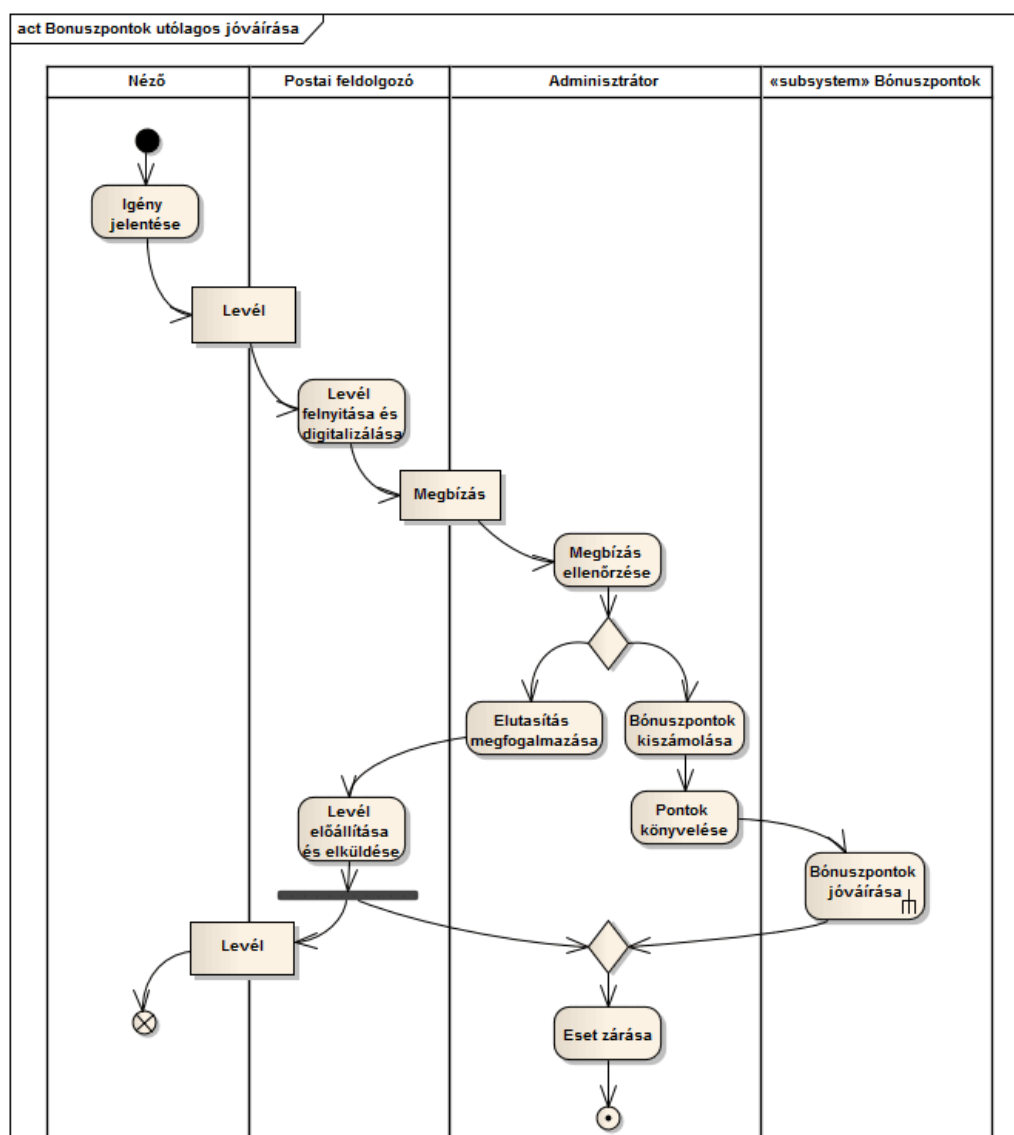 act Bonuszpontok utólagos jóváírása
Néző
Postai feldolgozó
Adminisztrátor
«subsystem» Bónuszpontok
Igény
jelentése
Levél
Levél
felnyitása és
digitalizálása
Megbízás
Megbízás
ellenőrzése
Elutasítás
megfogalmazása
Bónuszpontok
kiszámolása
Levél
előállítása
és elküldése
Pontok
könyvelése
Bónuszpontok
jóváírása
Levél
Eset zárása